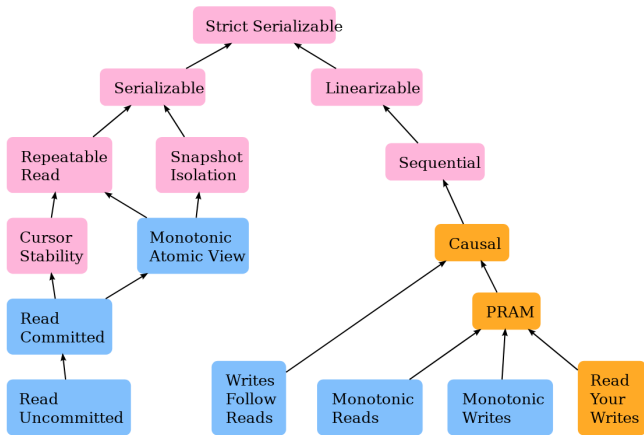 Strict Serializable
Serializable
Linearizable
Repeatable
Read
Snapshot
Isolation
Sequential
Cursor
Stability
Monotonic
Atomic View
Causal
Read
Committed
PRAM
Read
Uncommitted
Writes
Follow
Reads
Monotonic
Reads
Monotonic
Writes
Read
Your
Writes